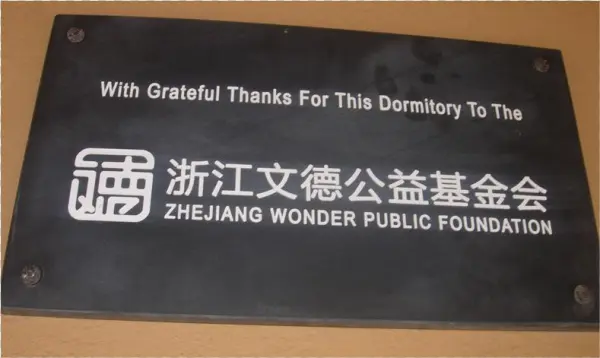 With Grateful Thanks For This Dormitory To The
浙江文德公益基金会
ZHEJIANG WONDER PUBLIC FOUNDATION